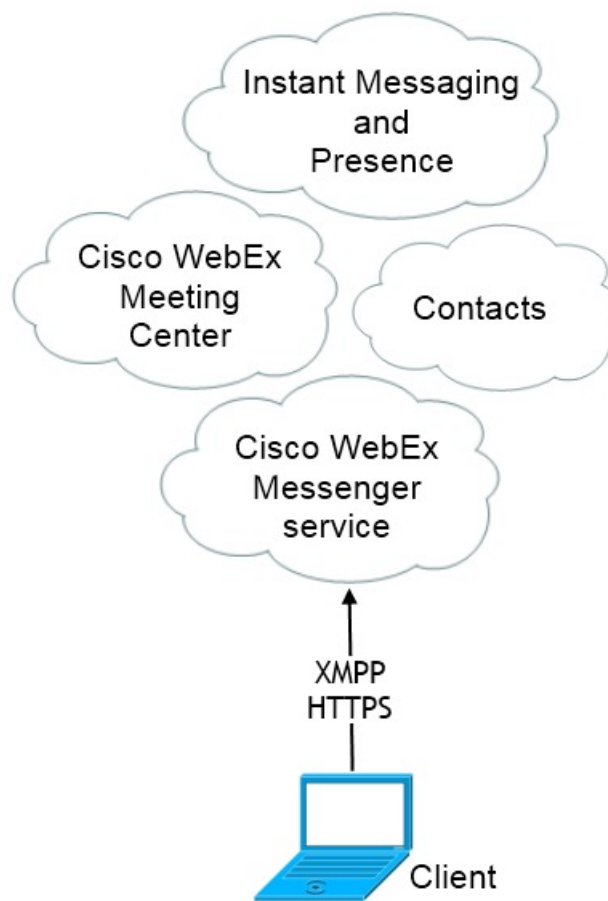 Instant Messaging
and
Presence
Cisco WebEx
Meeting
Center
Contacts
Cisco WebEx
Messenger
service
XMPP
HTTPS
Client